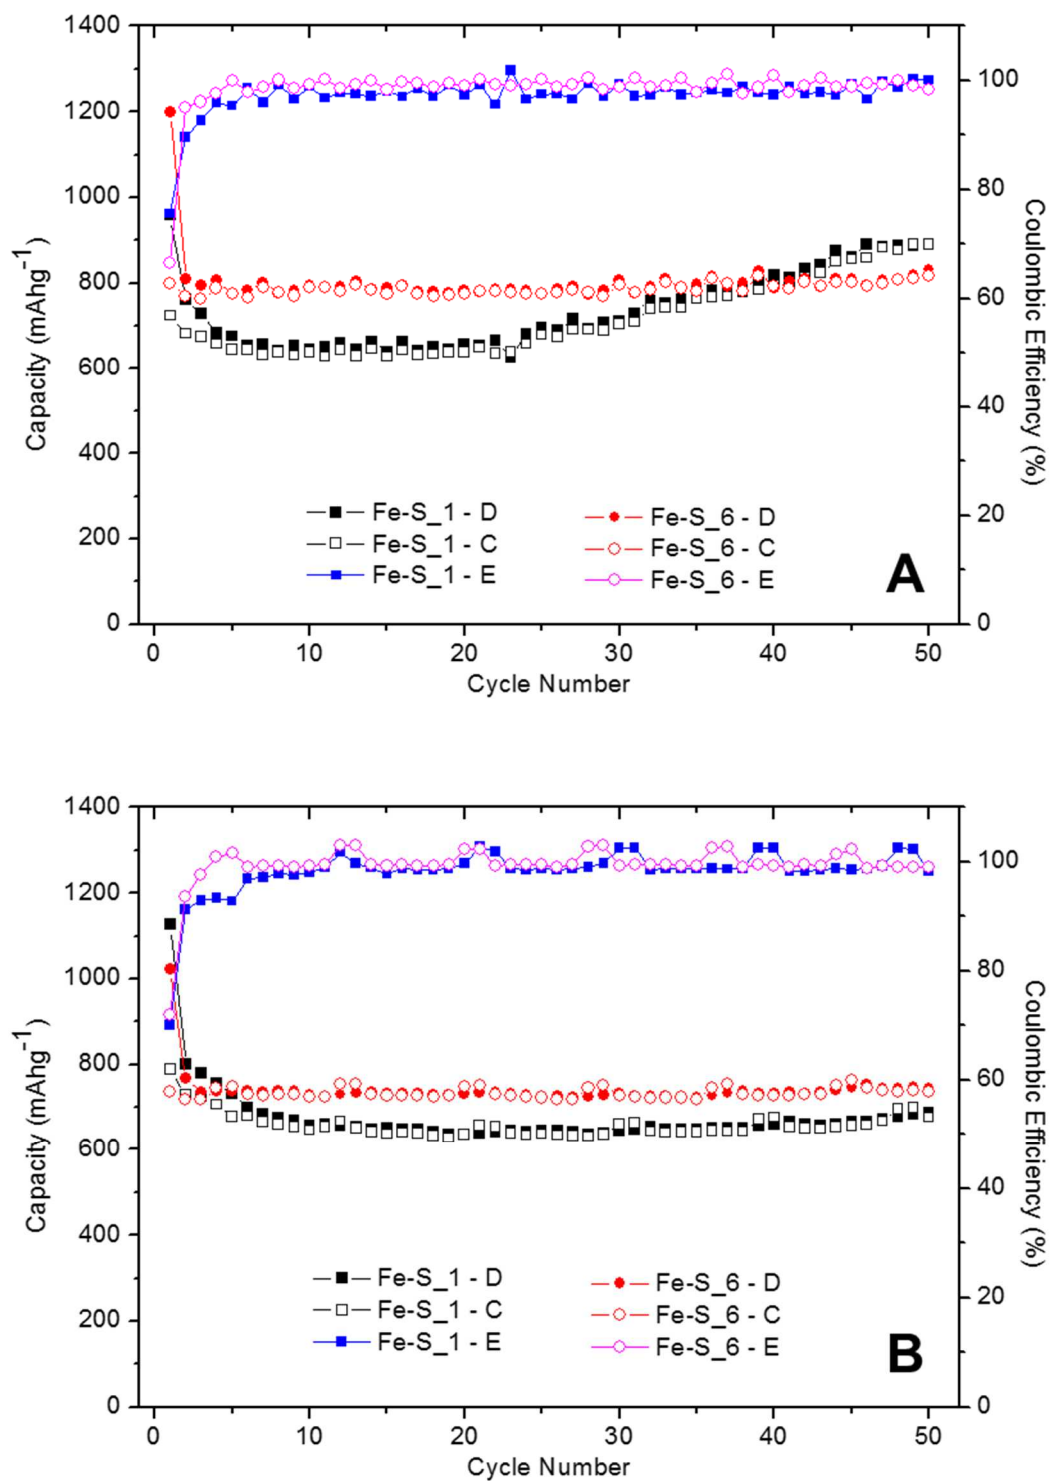 1400
1200
1000
800
600
400
200
0
Capacity (mAhg-1)
100
80
60
40
20
0
Coulombic Efficiency (%)
Fe-S_1 - D
Fe-S_1 - C
Fe-S_1 - E
Fe-S_6 - D
Fe-S_6 - C
Fe-S_6 - E
A
0 10 20 30 40 50
Cycle Number
1400
1200
1000
800
600
400
200
0
Capacity (mAhg-1)
100
80
60
40
20
0
Coulombic Efficiency (%)
Fe-S_1 - D
Fe-S_1 - C
Fe-S_1 - E
Fe-S_6 - D
Fe-S_6 - C
Fe-S_6 - E
B
0 10 20 30 40 50
Cycle Number